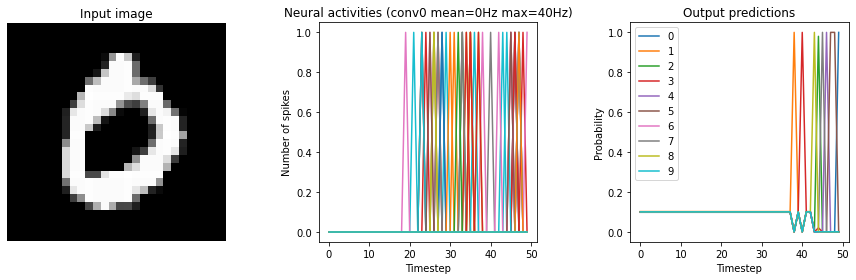 Input image
0
Neural activities (conv0 mean=0Hz max=40Hz)
Number of spikes
1.0
0.8
0.6
0.4
0.2
0.0
0 10 20 30 40 50
Timestep
Output predictions
Probability
1.0
0.8
0.6
0.4
0.2
0.0
0
1
2
3
4
5
6
7
8
9
0 10 20 30 40 50
Timestep